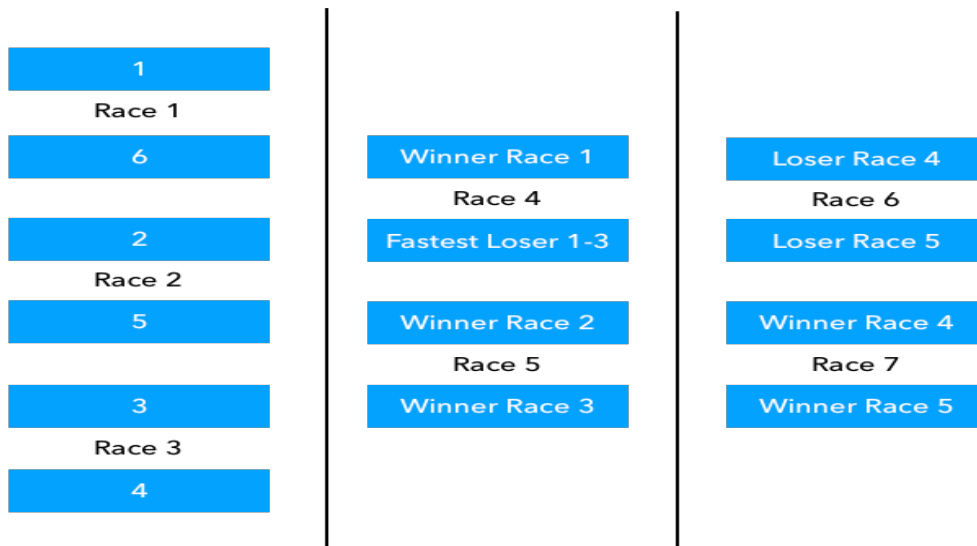 1
Race 1
6
2
Race 2
5
3
Race 3
4
Winner Race 1
Race 4
Fastest Loser 1-3
Winner Race 2
Race 5
Winner Race 3
Loser Race 4
Race 6
Loser Race 5
Winner Race 4
Race 7
Winner Race 5